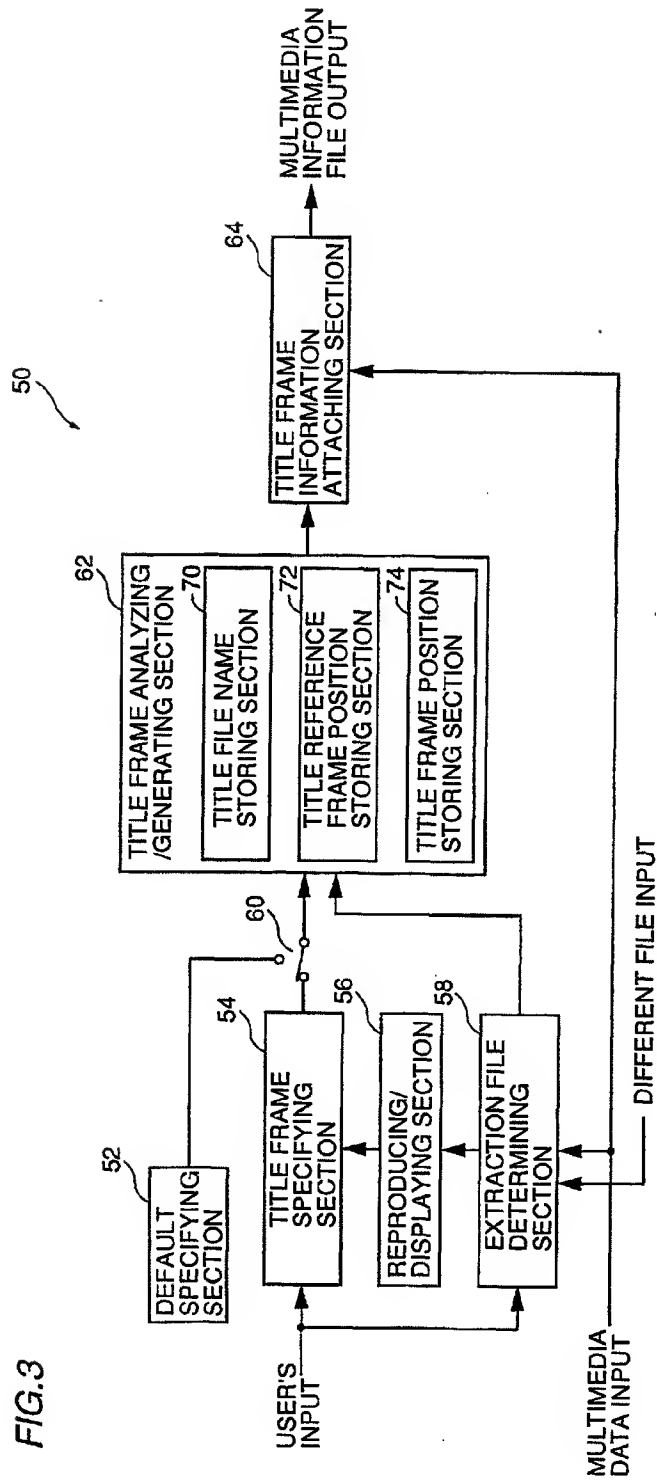 FIG.3
50
52
DEFAULT
SPECIFYING
SECTION
USER'S
INPUT
54
TITLE FRAME
SPECIFYING
SECTION
56
REPRODUCING/
DISPLAYING SECTION
58
EXTRACTION FILE
DETERMINING
SECTION
60
62
TITLE FRAME ANALYZING
/GENERATING SECTION
70
TITLE FILE NAME
STORING SECTION
72
TITLE REFERENCE
FRAME POSITION
STORING SECTION
74
TITLE FRAME POSITION
STORING SECTION
64
TITLE FRAME
INFORMATION
ATTACHING SECTION
MULTIMEDIA
INFORMATION
FILE OUTPUT
MULTIMEDIA
DATA INPUT
DIFFERENT FILE INPUT